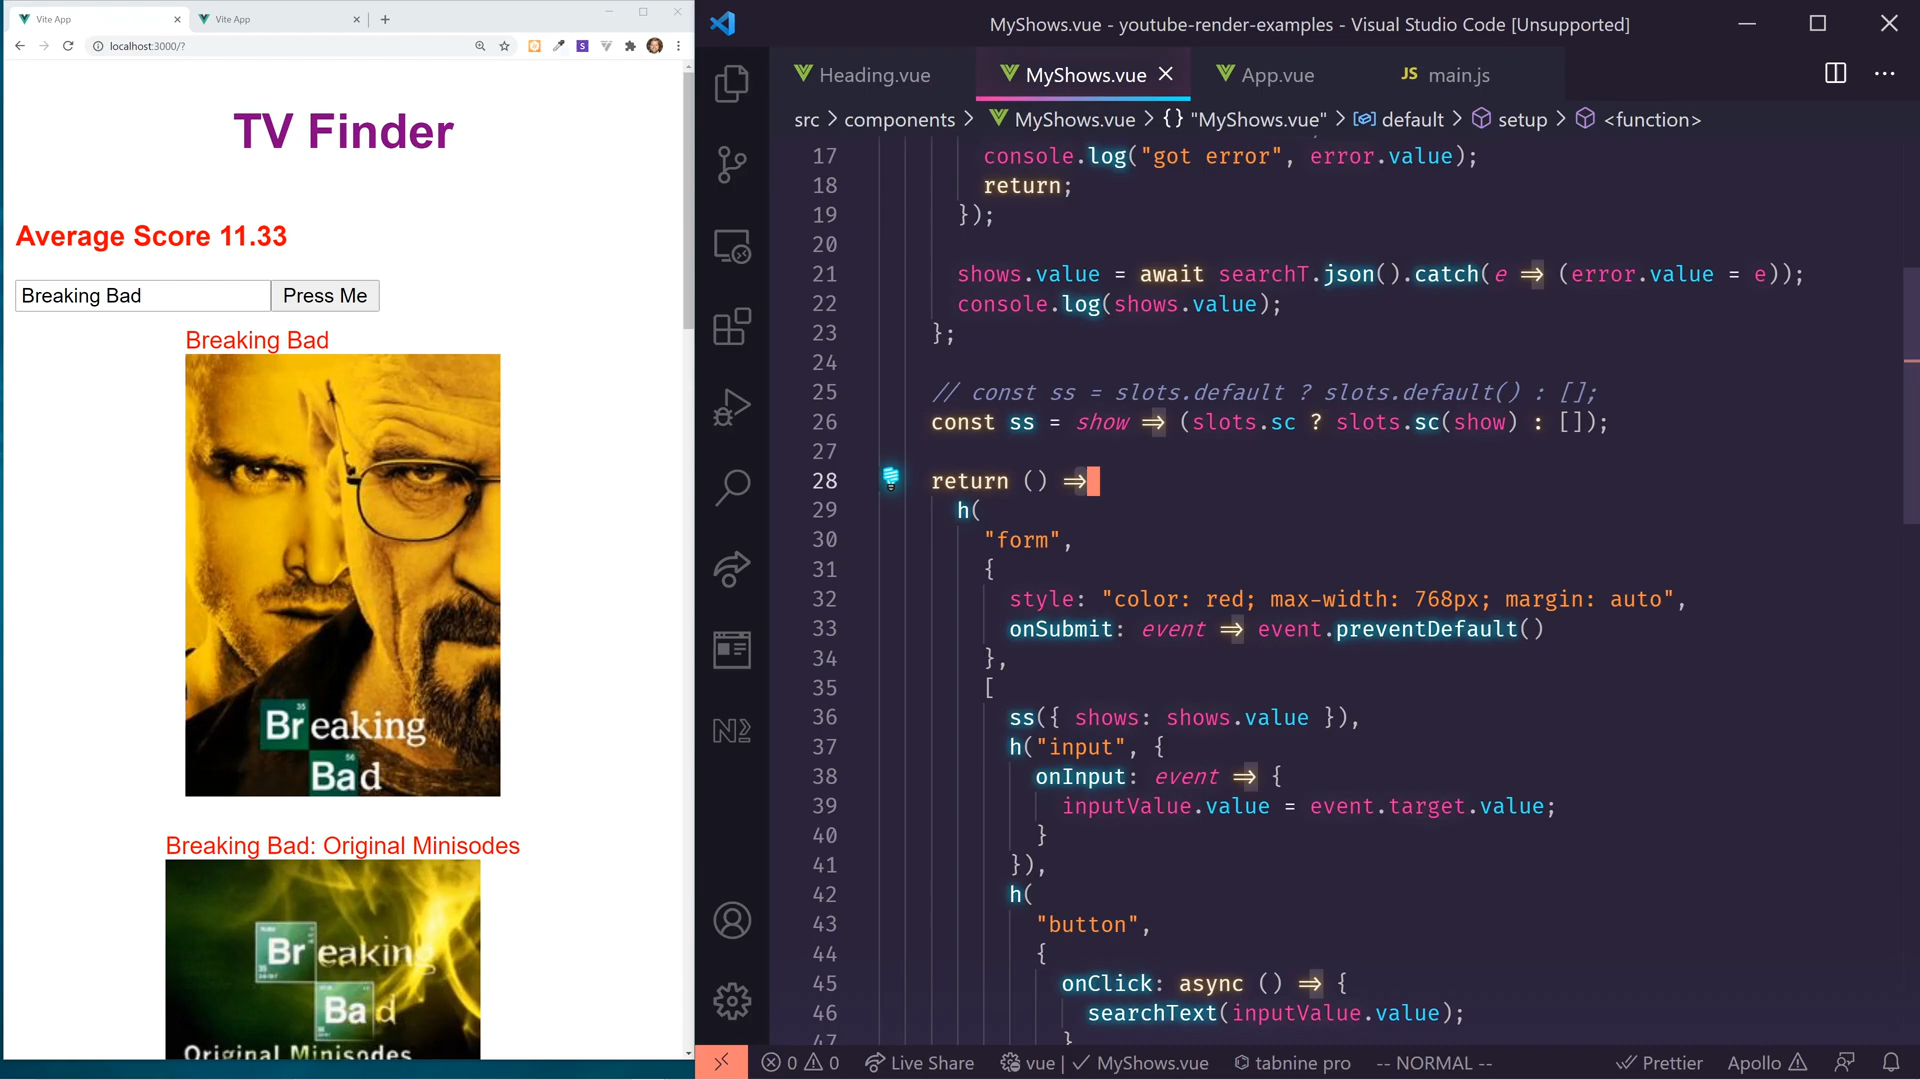 Vite App
Vite App
localhost:3000/?
TV Finder
Average Score 11.33
Breaking Bad
Press Me
Breaking Bad
35
Breaking
56
Bad
Breaking Bad: Original Minisodes
35
Breaking
Bad
Original Minisodes
MyShows.vue - youtube-render-examples - Visual Studio Code [Unsupported]
Heading.vue
MyShows.vue
App.vue
JS main.js
src > components > MyShows.vue > {} "MyShows.vue" > default > setup > <function>
17 console.log("got error", error.value);
18 return;
19 });
20
21 shows.value = await searchT.json().catch(e => (error.value = e));
22 console.log(shows.value);
23 };
24
25 // const ss = slots.default ? slots.default() : [];
26 const ss = show => (slots.sc ? slots.sc(show) : []);
27
28 return () =>
29 h(
30 "form",
31 {
32 style: "color: red; max-width: 768px; margin: auto",
33 onSubmit: event => event.preventDefault()
34 },
35 [
36 ss({ shows: shows.value }),
37 h("input", {
38 onInput: event => {
39 inputValue.value = event.target.value;
40 }
41 }),
42 h(
43 "button",
44 {
45 onClick: async () => {
46 searchText(inputValue.value);
47 }
0 0 Live Share vue | MyShows.vue tabnine pro -- NORMAL -- Prettier Apollo